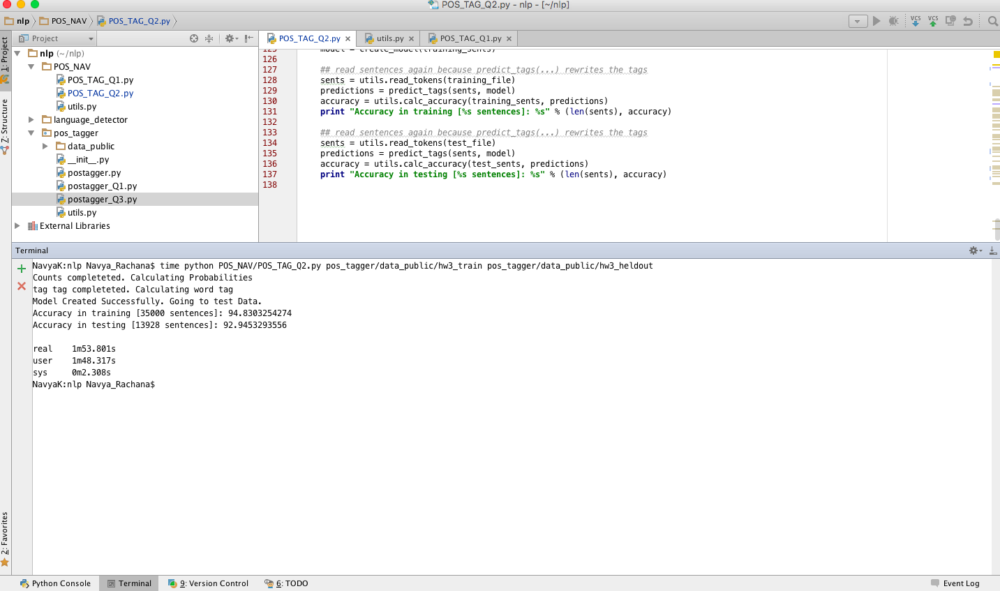 POS_TAG_Q2.py - nlp - [~/nlp]
nlp POS_NAV POS_TAG_Q2.py
VCS VCS
1: Project
Z: Structure
2: Favorites
Project
nlp (~/nlp)
POS_NAV
POS_TAG_Q1.py
POS_TAG_Q2.py
utils.py
language_detector
pos_tagger
data_public
__init__.py
postagger.py
postagger_Q1.py
postagger_Q3.py
utils.py
External Libraries
POS_TAG_Q2.py utils.py POS_TAG_Q1.py
125 model = create_model(training_sents)
126
127 ## read sentences again because predict_tags(...) rewrites the tags
128 sents = utils.read_tokens(training_file)
129 predictions = predict_tags(sents, model)
130 accuracy = utils.calc_accuracy(training_sents, predictions)
131 print "Accuracy in training [%s sentences]: %s" % (len(sents), accuracy)
132
133 ## read sentences again because predict_tags(...) rewrites the tags
134 sents = utils.read_tokens(test_file)
135 predictions = predict_tags(sents, model)
136 accuracy = utils.calc_accuracy(test_sents, predictions)
137 print "Accuracy in testing [%s sentences]: %s" % (len(sents), accuracy)
138
Terminal
NavyaK:nlp Navya_Rachana$ time python POS_NAV/POS_TAG_Q2.py pos_tagger/data_public/hw3_train pos_tagger/data_public/hw3_heldout
Counts completeted. Calculating Probabilities
tag tag completeted. Calculating word tag
Model Created Successfully. Going to test Data.
Accuracy in training [35000 sentences]: 94.8303254274
Accuracy in testing [13928 sentences]: 92.9453293556
real 1m53.801s
user 1m48.317s
sys 0m2.308s
NavyaK:nlp Navya_Rachana$
Python Console Terminal 9: Version Control 6: TODO Event Log